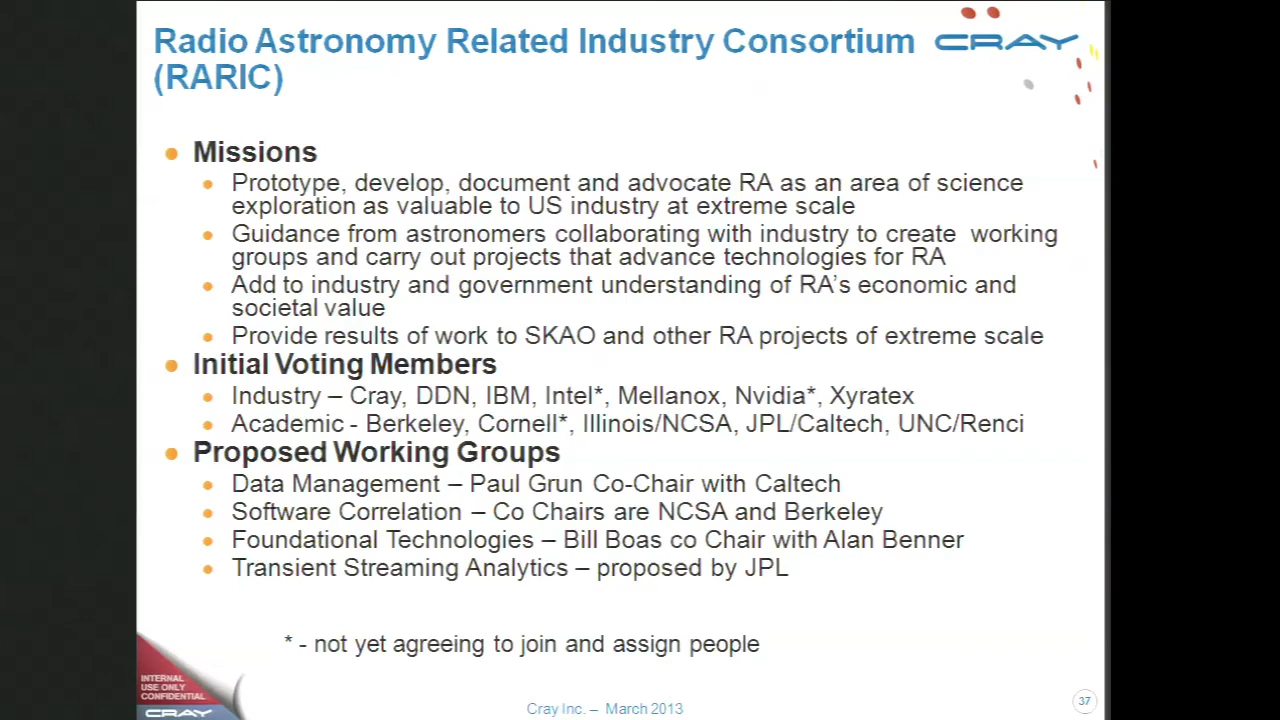 Radio Astronomy Related Industry Consortium
(RARIC)
CRAY
Missions
Prototype, develop, document and advocate RA as an area of science
exploration as valuable to US industry at extreme scale
Guidance from astronomers collaborating with industry to create working
groups and carry out projects that advance technologies for RA
Add to industry and government understanding of RA's economic and
societal value
Provide results of work to SKAO and other RA projects of extreme scale
Initial Voting Members
Industry – Cray, DDN, IBM, Intel*, Mellanox, Nvidia*, Xyratex
Academic - Berkeley, Cornell*, Illinois/NCSA, JPL/Caltech, UNC/Renci
Proposed Working Groups
Data Management – Paul Grun Co-Chair with Caltech
Software Correlation – Co Chairs are NCSA and Berkeley
Foundational Technologies – Bill Boas co Chair with Alan Benner
Transient Streaming Analytics – proposed by JPL
* - not yet agreeing to join and assign people
INTERNAL
USE ONLY
CONFIDENTIAL
CRAY
Cray Inc. – March 2013
37